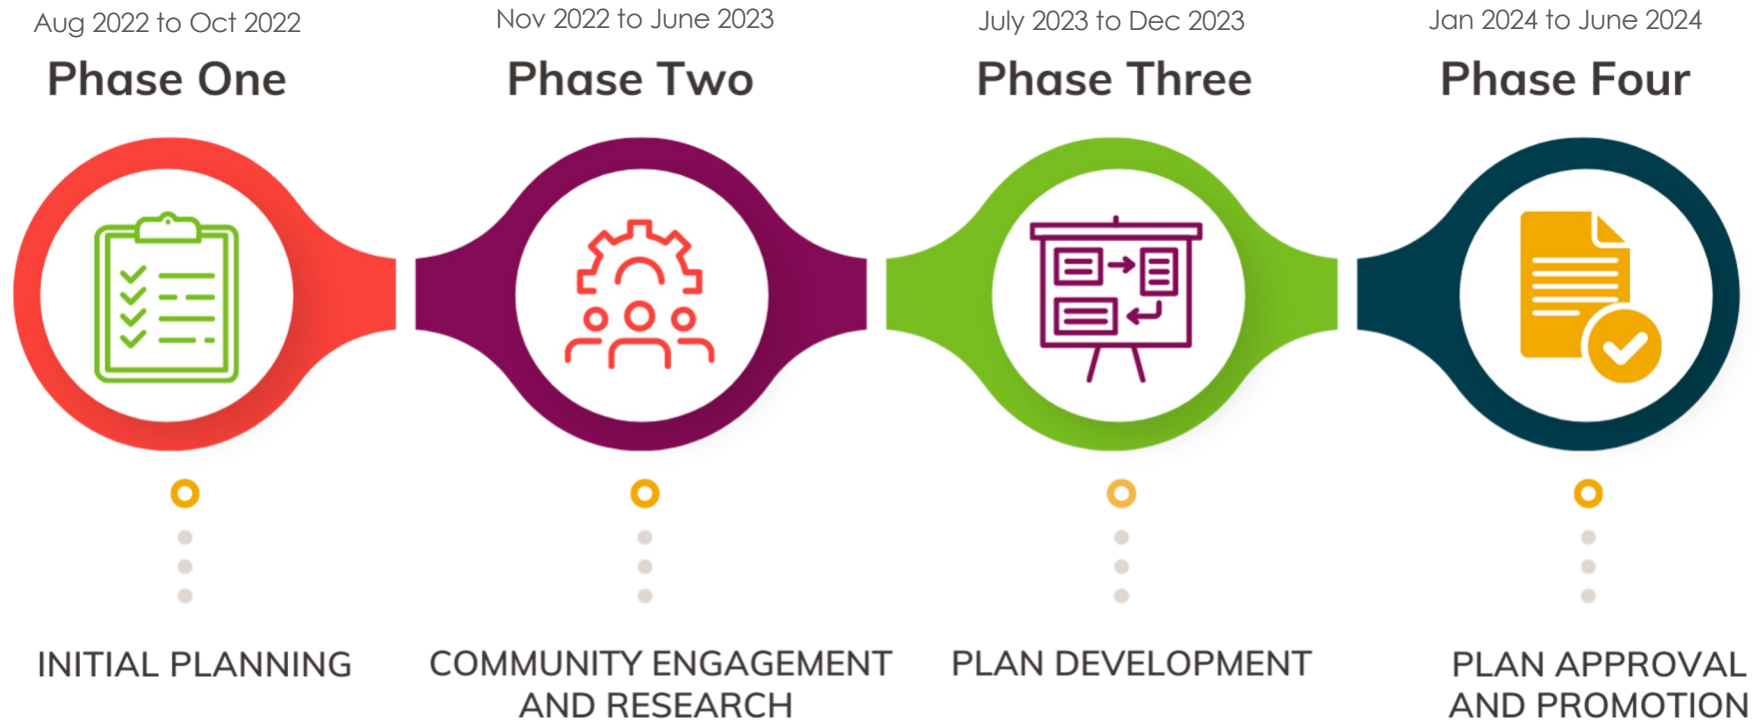 Aug 2022 to Oct 2022
Phase One
INITIAL PLANNING
Nov 2022 to June 2023
Phase Two
COMMUNITY ENGAGEMENT
AND RESEARCH
July 2023 to Dec 2023
Phase Three
PLAN DEVELOPMENT
Jan 2024 to June 2024
Phase Four
PLAN APPROVAL
AND PROMOTION